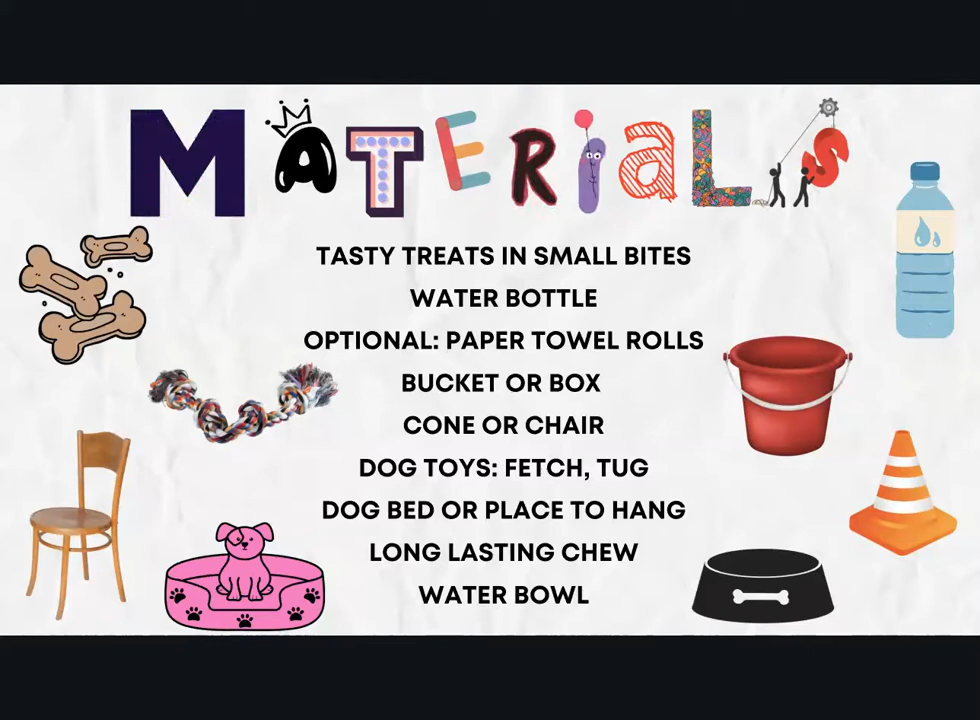 MATERiaLS
TASTY TREATS IN SMALL BITES
WATER BOTTLE
OPTIONAL: PAPER TOWEL ROLLS
BUCKET OR BOX
CONE OR CHAIR
DOG TOYS: FETCH, TUG
DOG BED OR PLACE TO HANG
LONG LASTING CHEW
WATER BOWL